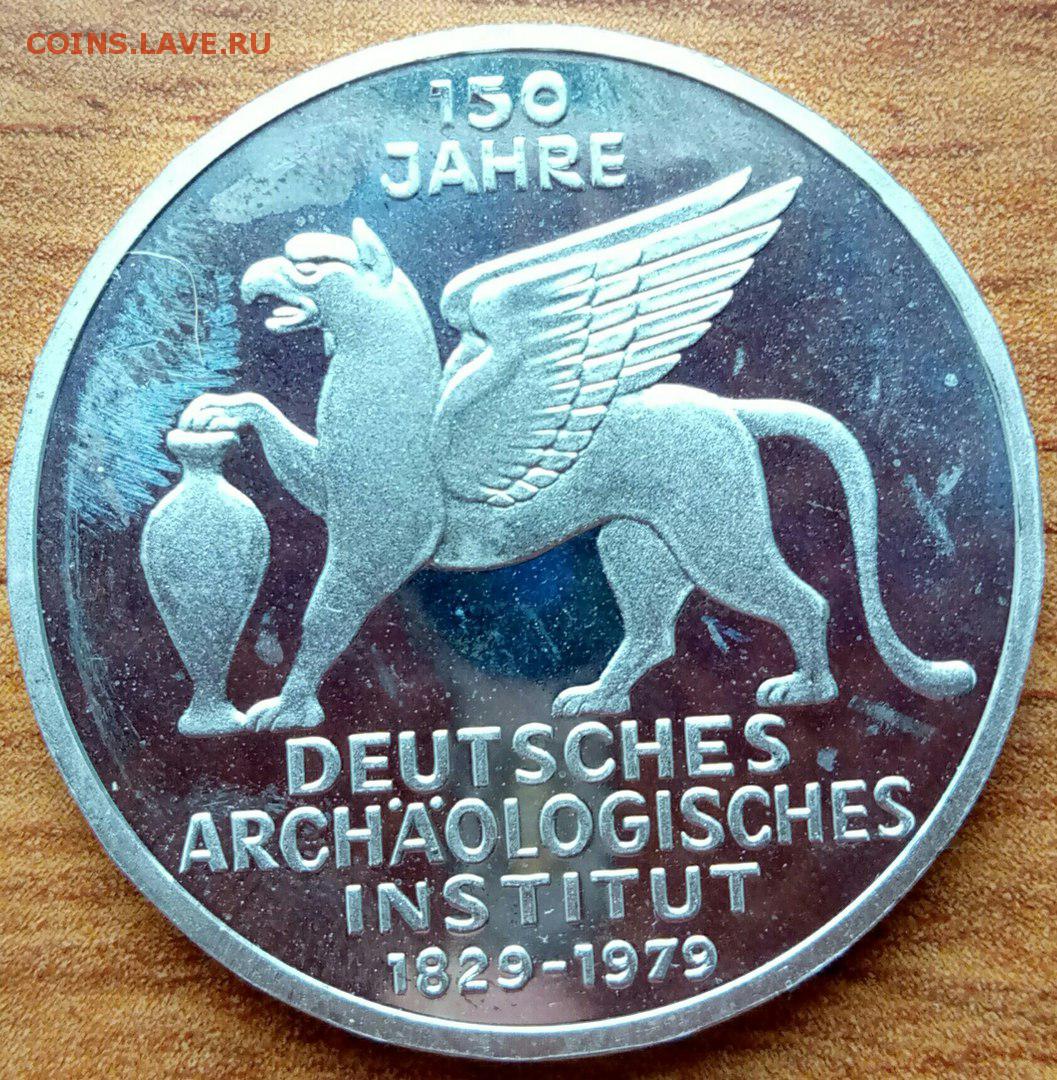 COINS.LAVE.RU
150
JAHRE
DEUTSCHES
ARCHÄOLOGISCHES
INSTITUT
1829-1979